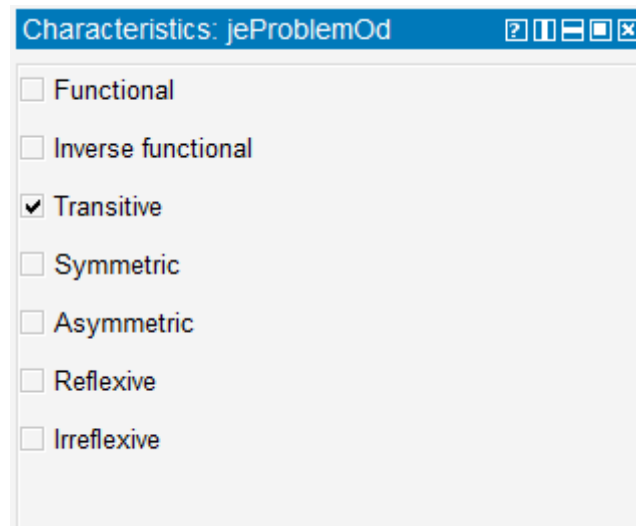 Characteristics: jeProblemOd
Functional
Inverse functional
Transitive
Symmetric
Asymmetric
Reflexive
Irreflexive